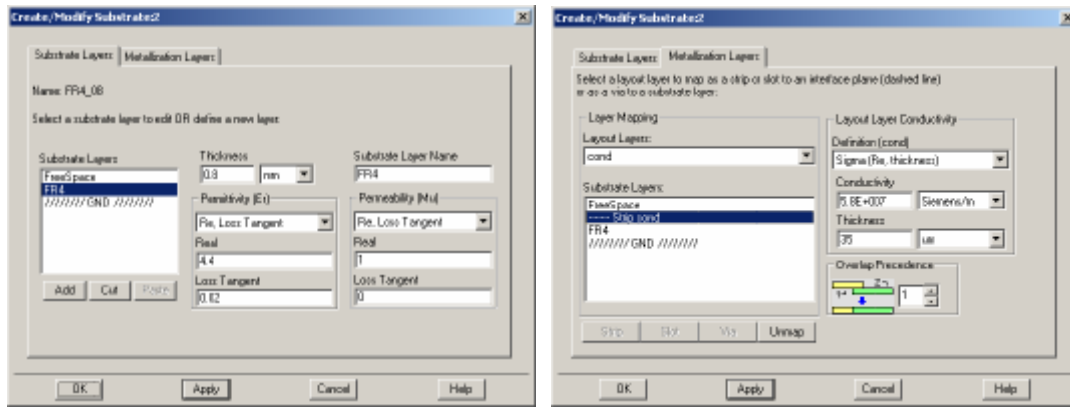 Create/Modify Substrate:2
Substrate Layers
Metalization Layers
Name: FR4_08
Select a substrate layer to edit OR define a new layer.
Substrate Layers
FreeSpace
FR4
//////// GND ////////
Add
Cut
Paste
Thickness
0.8
mm
Substrate Layer Name
FR4
Permittivity (Er)
Re, Loss Tangent
Real
4.4
Loss Tangent
0.02
Permeability (Mu)
Re, Loss Tangent
Real
1
Loss Tangent
0
OK
Apply
Cancel
Help
Create/Modify Substrate:2
Substrate Layers
Metalization Layers
Select a layout layer to map as a strip or slot to an interface plane (dashed line)
or as a via to a substrate layer:
Layer Mapping
Layout Layers:
cond
Substrate Layers:
FreeSpace
----- Strip cond
FR4
//////// GND ////////
Strip
Slot
Via
Unmap
Layout Layer Conductivity
Definition (cond)
Sigma (Re, thickness)
Conductivity
5.8E+007
Siemens/m
Thickness
35
um
Overlap Precedence
1
OK
Apply
Cancel
Help